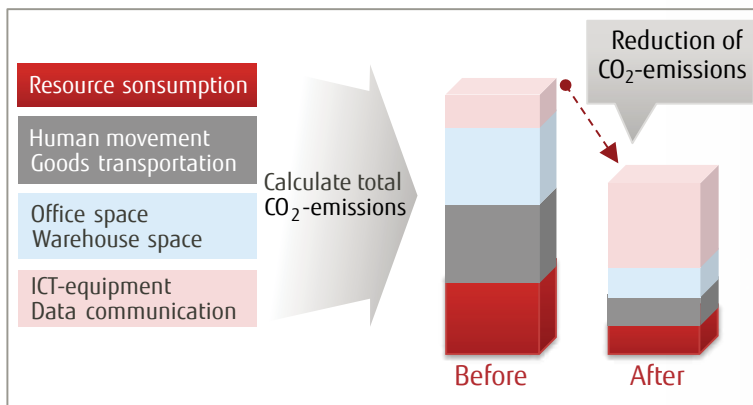 Resource sonsumption
Human movement
Goods transportation
Office space
Warehouse space
ICT-equipment
Data communication
Calculate total
CO₂-emissions
Reduction of
CO₂-emissions
Before
After